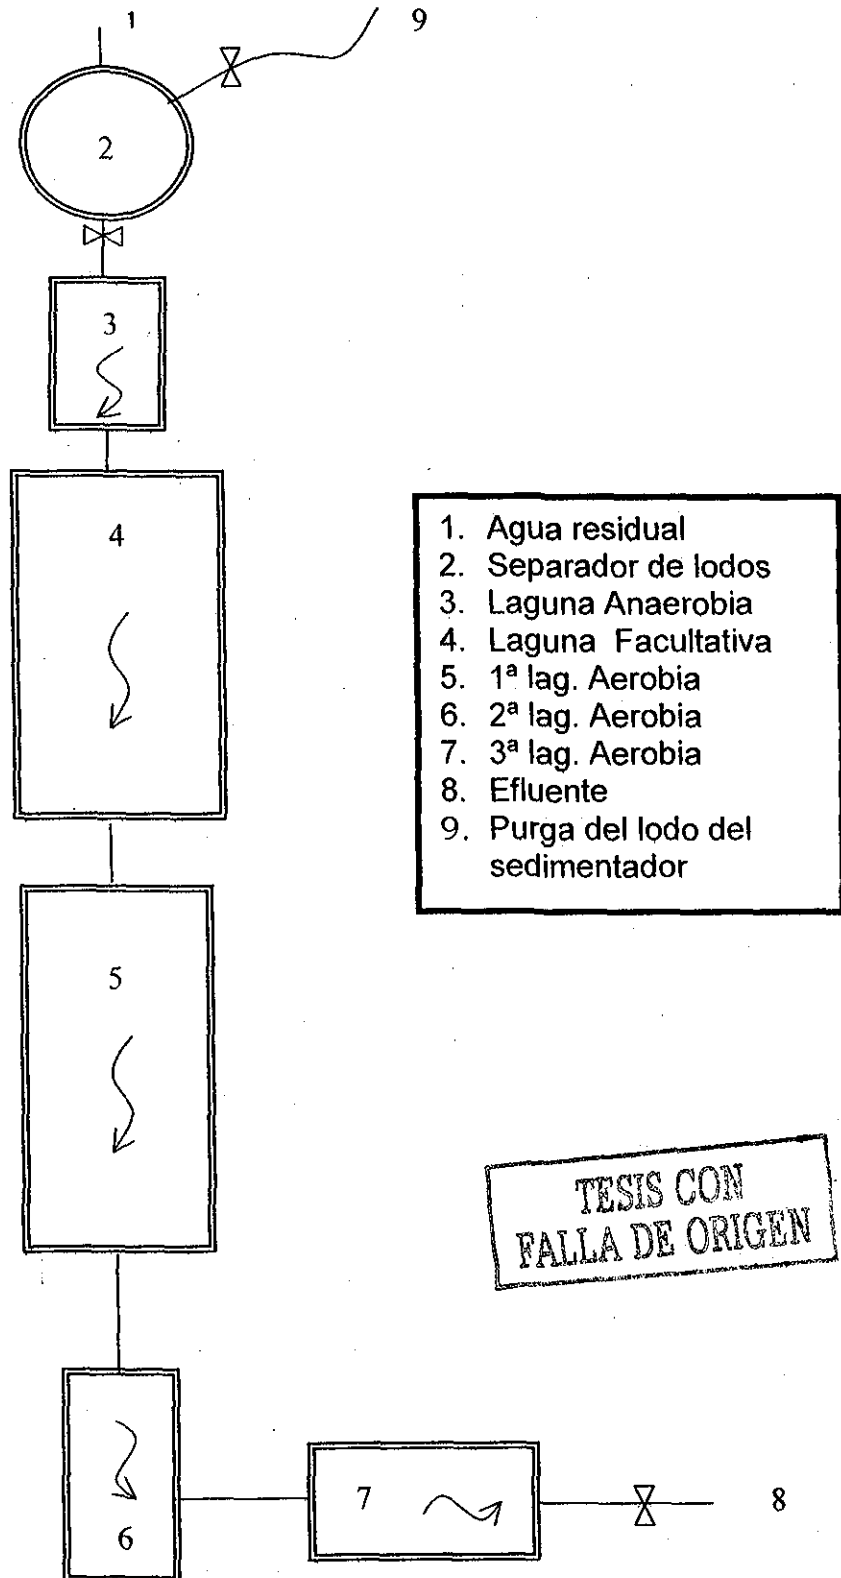 1
9
2
3
4
1. Agua residual
2. Separador de lodos
3. Laguna Anaerobia
4. Laguna Facultativa
5. 1ª lag. Aerobia
6. 2ª lag. Aerobia
7. 3ª lag. Aerobia
8. Efluente
9. Purga del lodo del
sedimentador
5
TESIS CON
FALLA DE ORIGEN
7
8
6